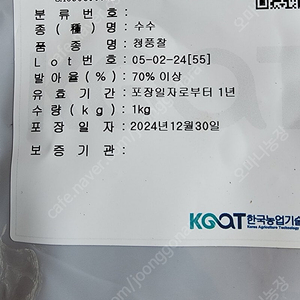 분 류 번 호 :
종 ( 種 ) 명 : 수수
품 종 명 : 청풍찰
L o t 번 호 : 05-02-24[55]
발 아 율 ( % ) : 70% 이상
유 효 기 간 : 포장일자로부터 1년
수 량 ( k g ) : 1kg
포 장 일 자 : 2024년12월30일
보 증 기 관 :
KOAT 한국농업기술
Korea Agriculture Technology